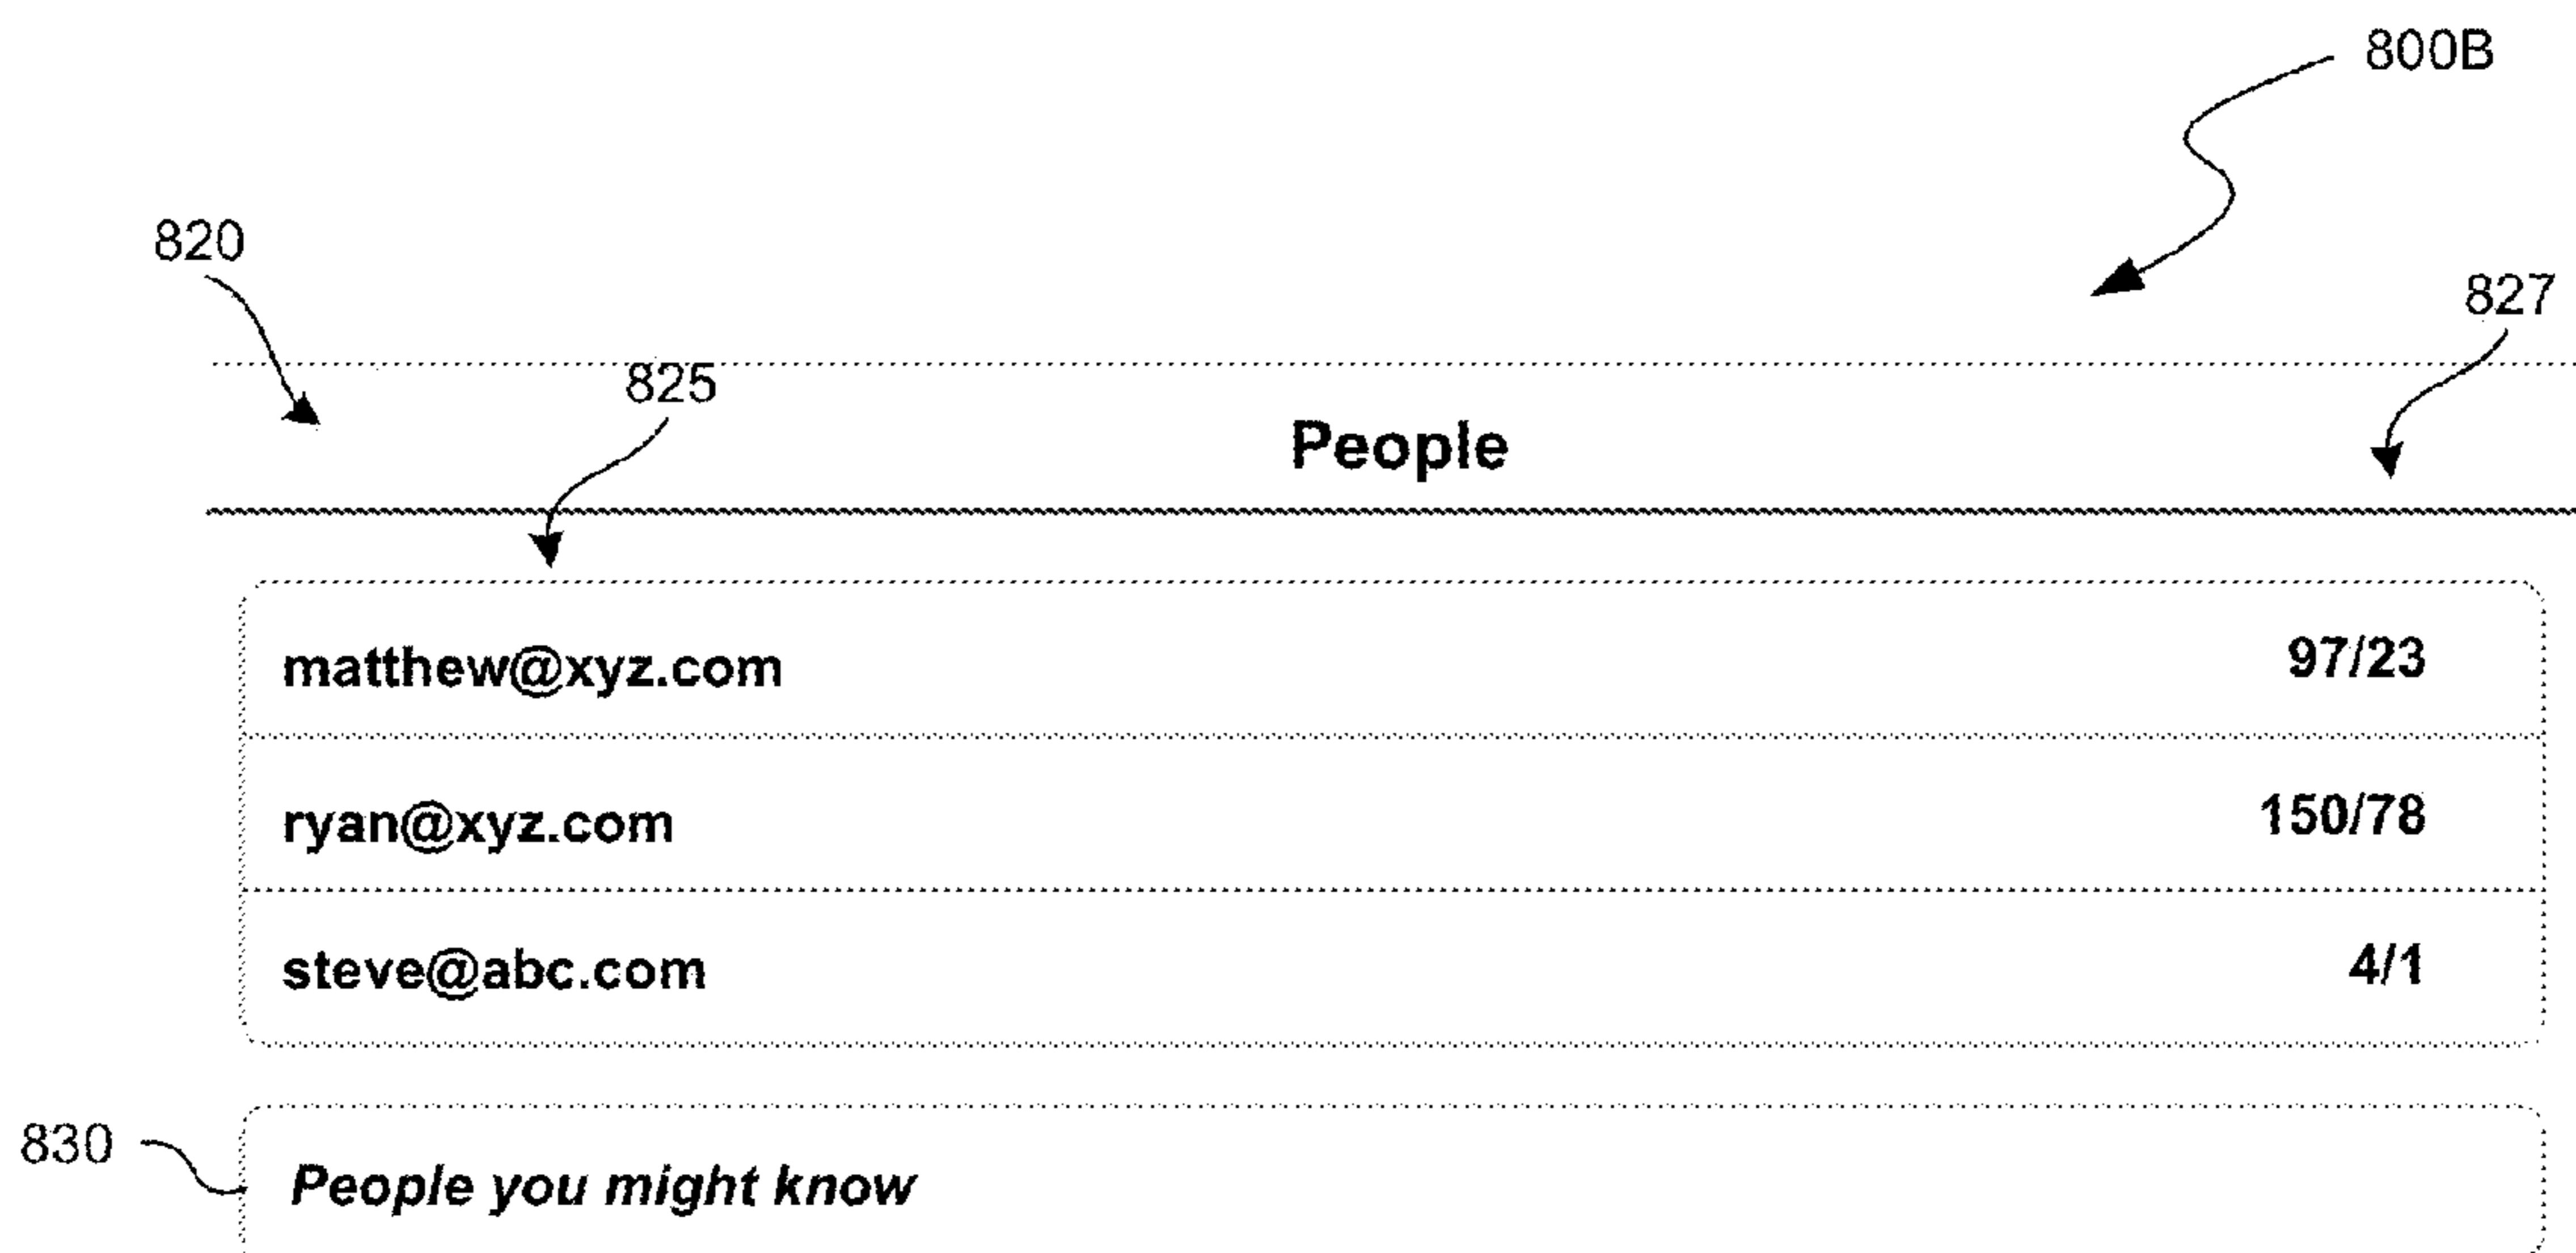 800B
820
827
825
People
matthew@xyz.com 97/23
ryan@xyz.com 150/78
steve@abc.com 4/1
830
People you might know